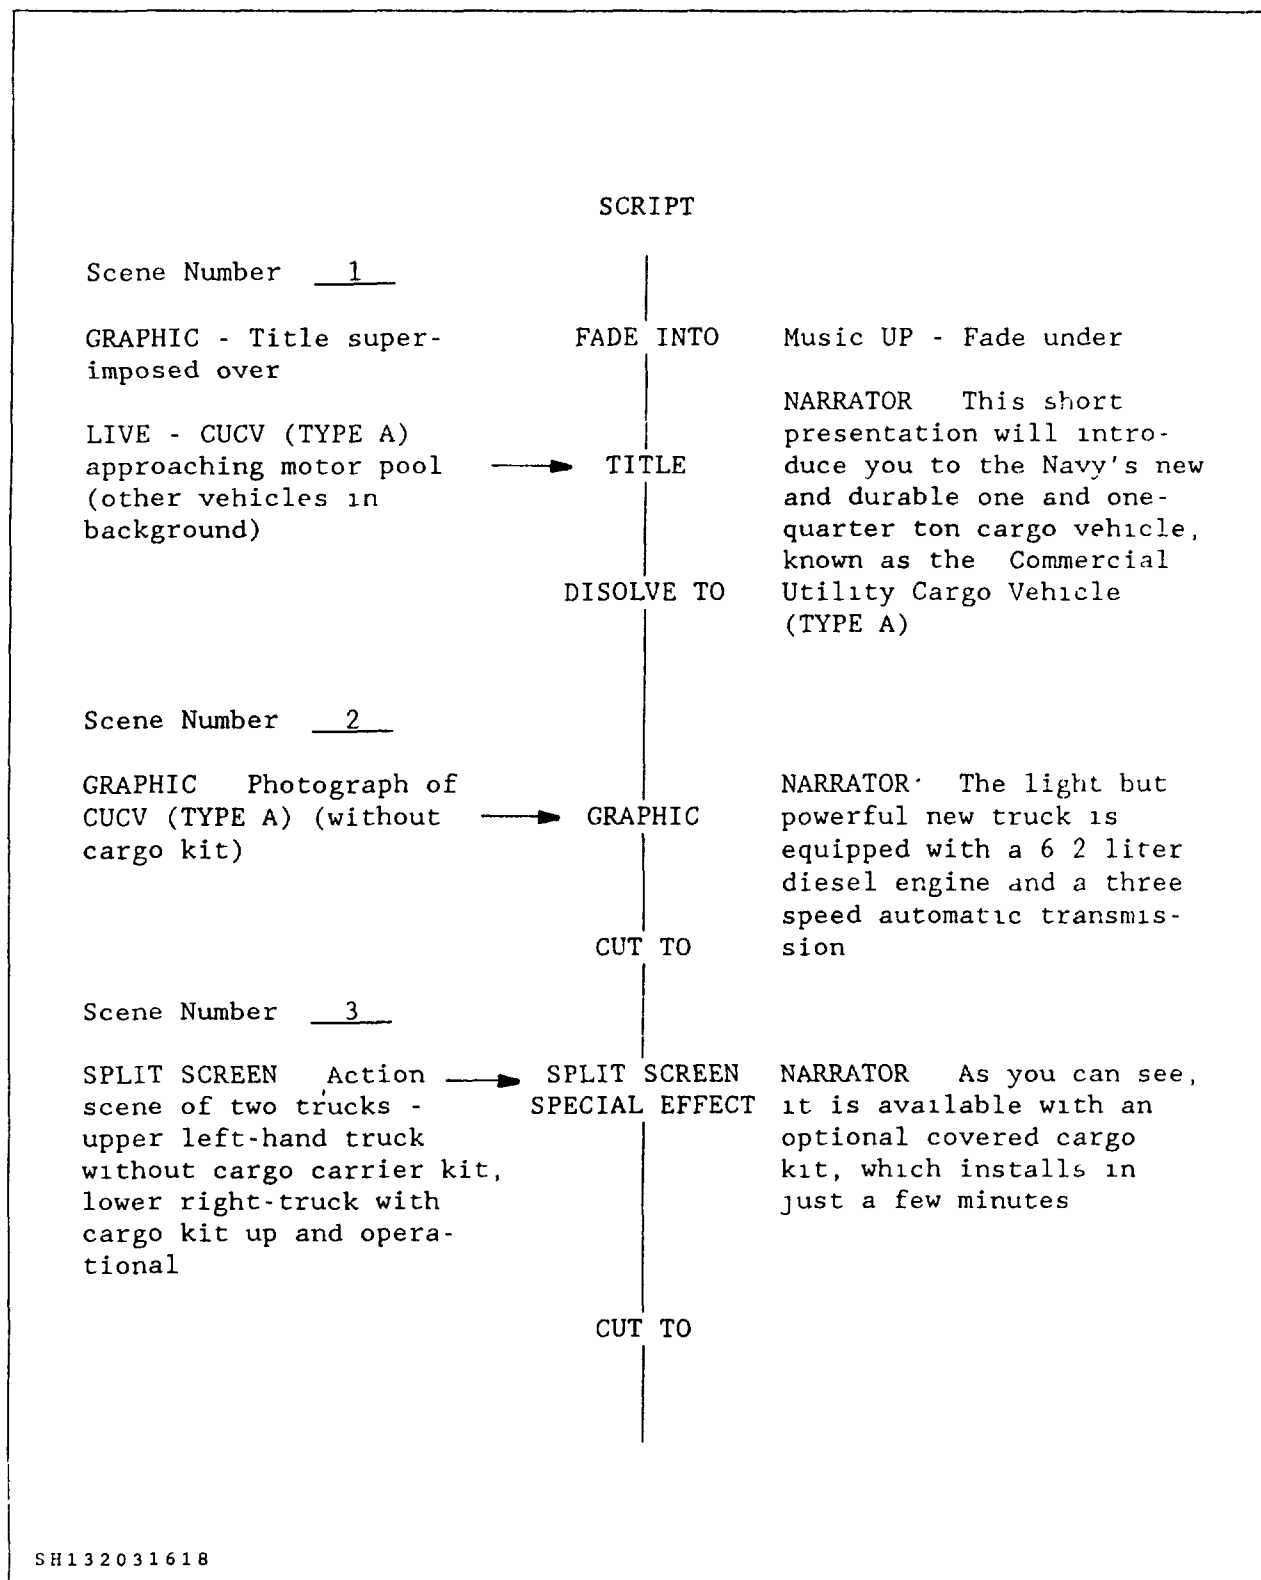 SCRIPT
Scene Number 1
GRAPHIC - Title super-
imposed over
LIVE - CUCV (TYPE A)
approaching motor pool
(other vehicles in
background)
FADE INTO
TITLE
DISOLVE TO
Music UP - Fade under
NARRATOR This short
presentation will intro-
duce you to the Navy's new
and durable one and one-
quarter ton cargo vehicle,
known as the Commercial
Utility Cargo Vehicle
(TYPE A)
Scene Number 2
GRAPHIC Photograph of
CUCV (TYPE A) (without
cargo kit)
GRAPHIC
CUT TO
NARRATOR: The light but
powerful new truck is
equipped with a 6 2 liter
diesel engine and a three
speed automatic transmis-
sion
Scene Number 3
SPLIT SCREEN Action
scene of two trucks -
upper left-hand truck
without cargo carrier kit,
lower right-truck with
cargo kit up and opera-
tional
SPLIT SCREEN
SPECIAL EFFECT
NARRATOR As you can see,
it is available with an
optional covered cargo
kit, which installs in
just a few minutes
CUT TO
SH132031618